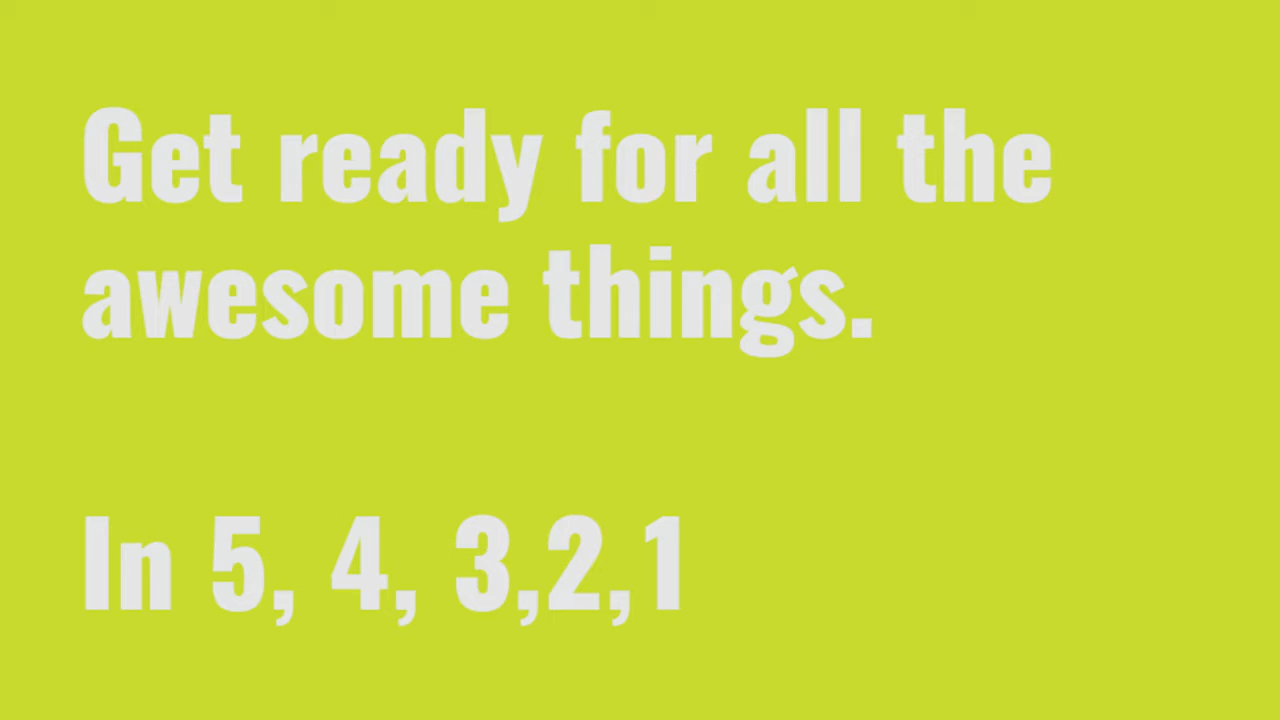 Get ready for all the
awesome things.
In 5, 4, 3,2,1